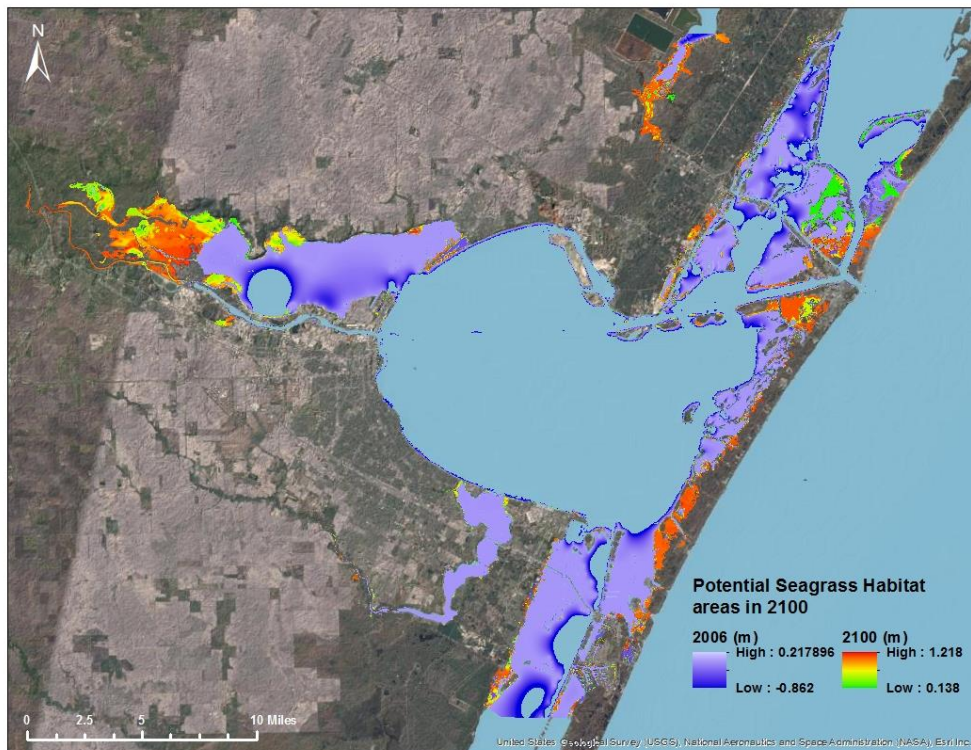 N
Potential Seagrass Habitat
areas in 2100
2006 (m)
2100 (m)
High : 0.217896
High : 1.218
Low : -0.862
Low : 0.138
0 2.5 5 10 Miles
United States Geological Survey (USGS), National Aeronautics and Space Administration (NASA), Esri Inc